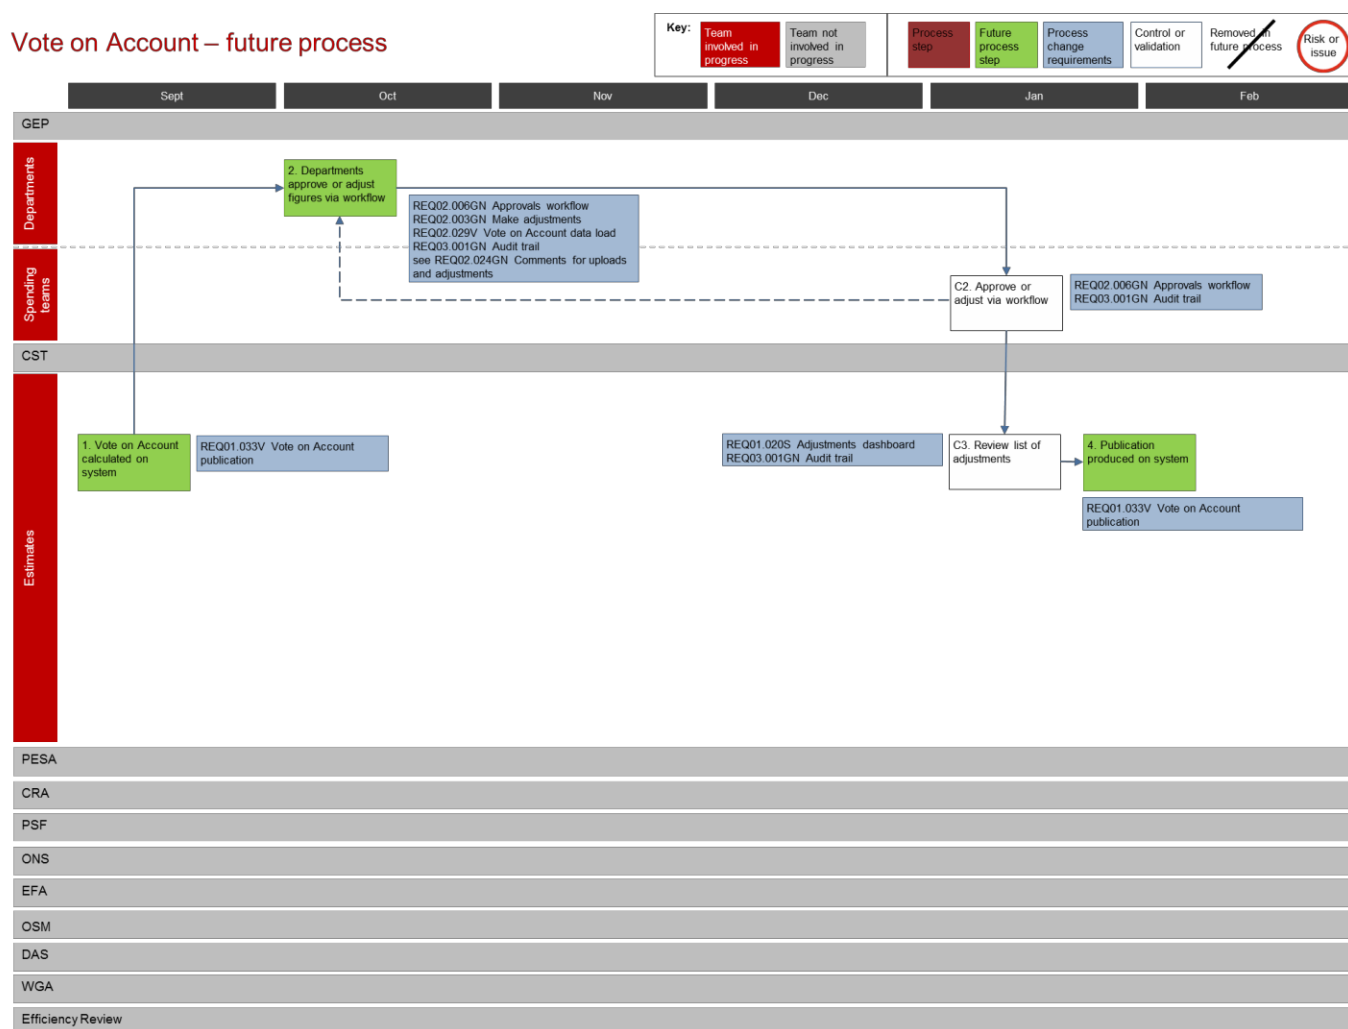 Vote on Account – future process
Key:
Team
involved in
progress
Team not
involved in
progress
Process
step
Future
process
step
Process
change
requirements
Control or
validation
Removed in
future process
Risk or
issue
Sept
Oct
Nov
Dec
Jan
Feb
GEP
Departments
2. Departments
approve or adjust
figures via workflow
REQ02.006GN Approvals workflow
REQ02.003GN Make adjustments
REQ02.029V Vote on Account data load
REQ03.001GN Audit trail
see REQ02.024GN Comments for uploads
and adjustments
Spending
teams
C2. Approve or
adjust via workflow
REQ02.006GN Approvals workflow
REQ03.001GN Audit trail
CST
Estimates
1. Vote on Account
calculated on
system
REQ01.033V Vote on Account
publication
REQ01.020S Adjustments dashboard
REQ03.001GN Audit trail
C3. Review list of
adjustments
4. Publication
produced on system
REQ01.033V Vote on Account
publication
PESA
CRA
PSF
ONS
EFA
OSM
DAS
WGA
Efficiency Review